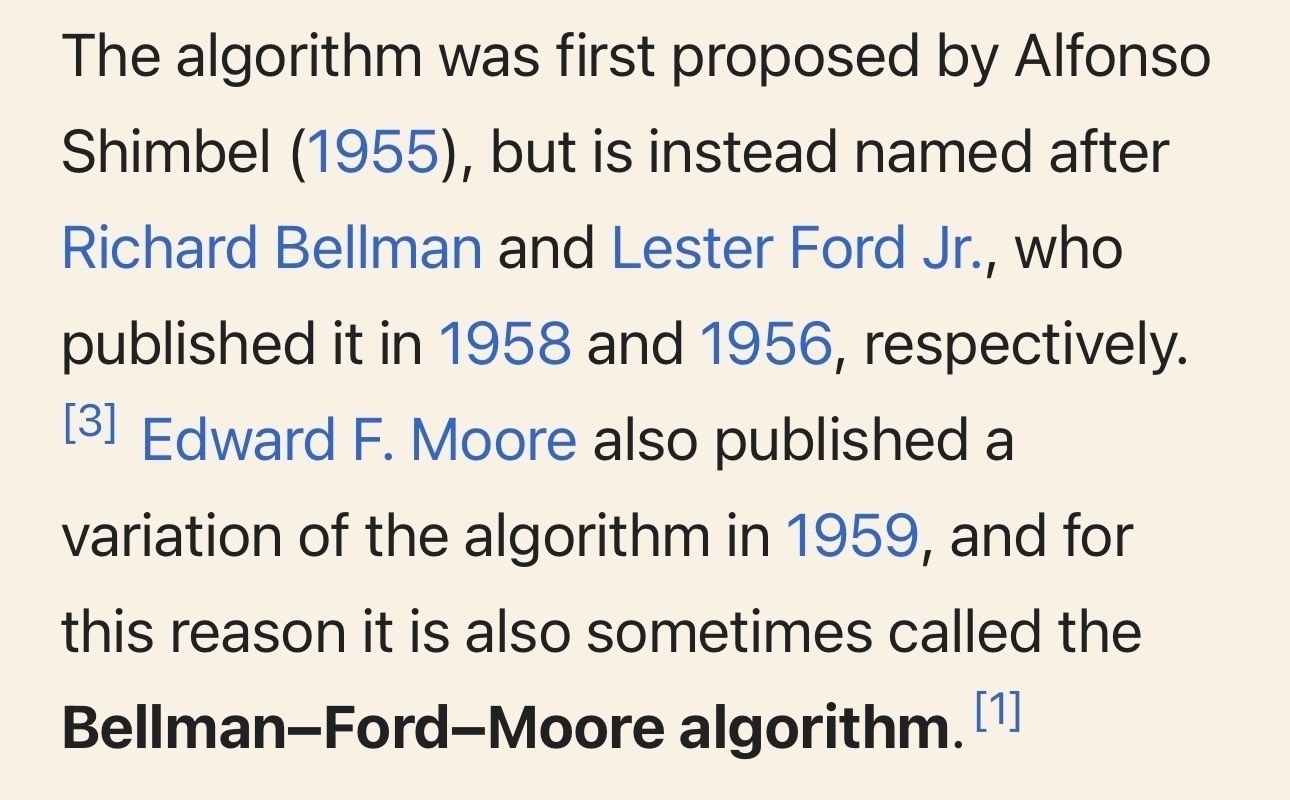 The algorithm was first proposed by Alfonso
Shimbel (1955), but is instead named after
Richard Bellman and Lester Ford Jr., who
published it in 1958 and 1956, respectively.
[3] Edward F. Moore also published a
variation of the algorithm in 1959, and for
this reason it is also sometimes called the
Bellman–Ford–Moore algorithm.[1]